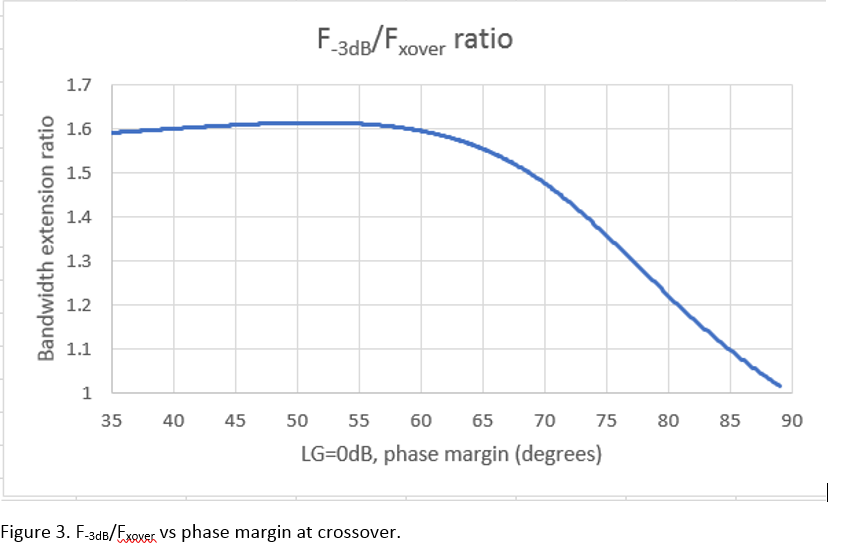 F-3dB/Fxover ratio
Bandwidth extension ratio
1.7
1.6
1.5
1.4
1.3
1.2
1.1
1
35 40 45 50 55 60 65 70 75 80 85 90
LG=0dB, phase margin (degrees)
Figure 3. F-3dB/Fxover vs phase margin at crossover.